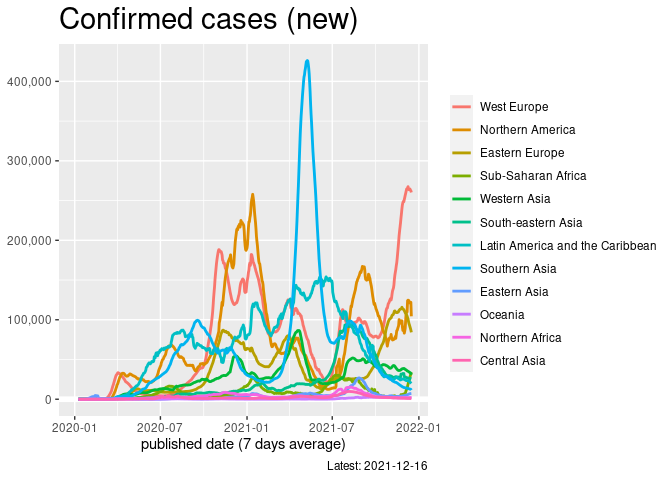 Confirmed cases (new)
400,000
300,000
200,000
100,000
0
2020-01
2020-07
2021-01
2021-07
2022-01
published date (7 days average)
Latest: 2021-12-16
West Europe
Northern America
Eastern Europe
Sub-Saharan Africa
Western Asia
South-eastern Asia
Latin America and the Caribbean
Southern Asia
Eastern Asia
Oceania
Northern Africa
Central Asia